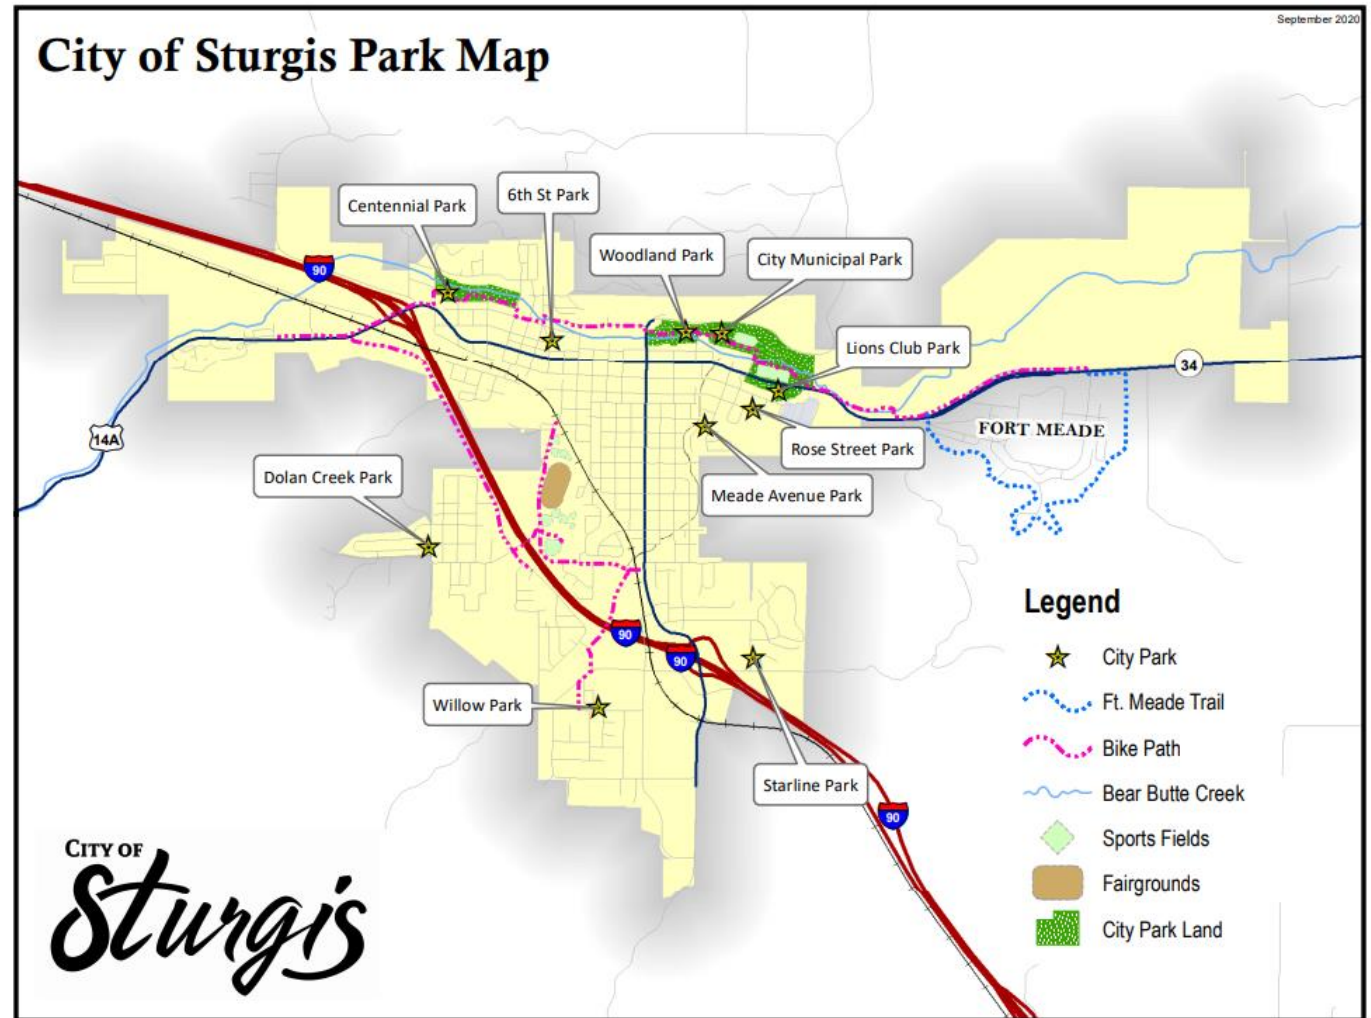 September 2020
City of Sturgis Park Map
6th St Park
Centennial Park
Woodland Park
City Municipal Park
90
Lions Club Park
34
FORT MEADE
14A
Rose Street Park
Dolan Creek Park
Meade Avenue Park
90
90
Willow Park
Starline Park
90
Legend
City Park
Ft. Meade Trail
Bike Path
Bear Butte Creek
Sports Fields
Fairgrounds
City Park Land
CITY OF
Sturgis